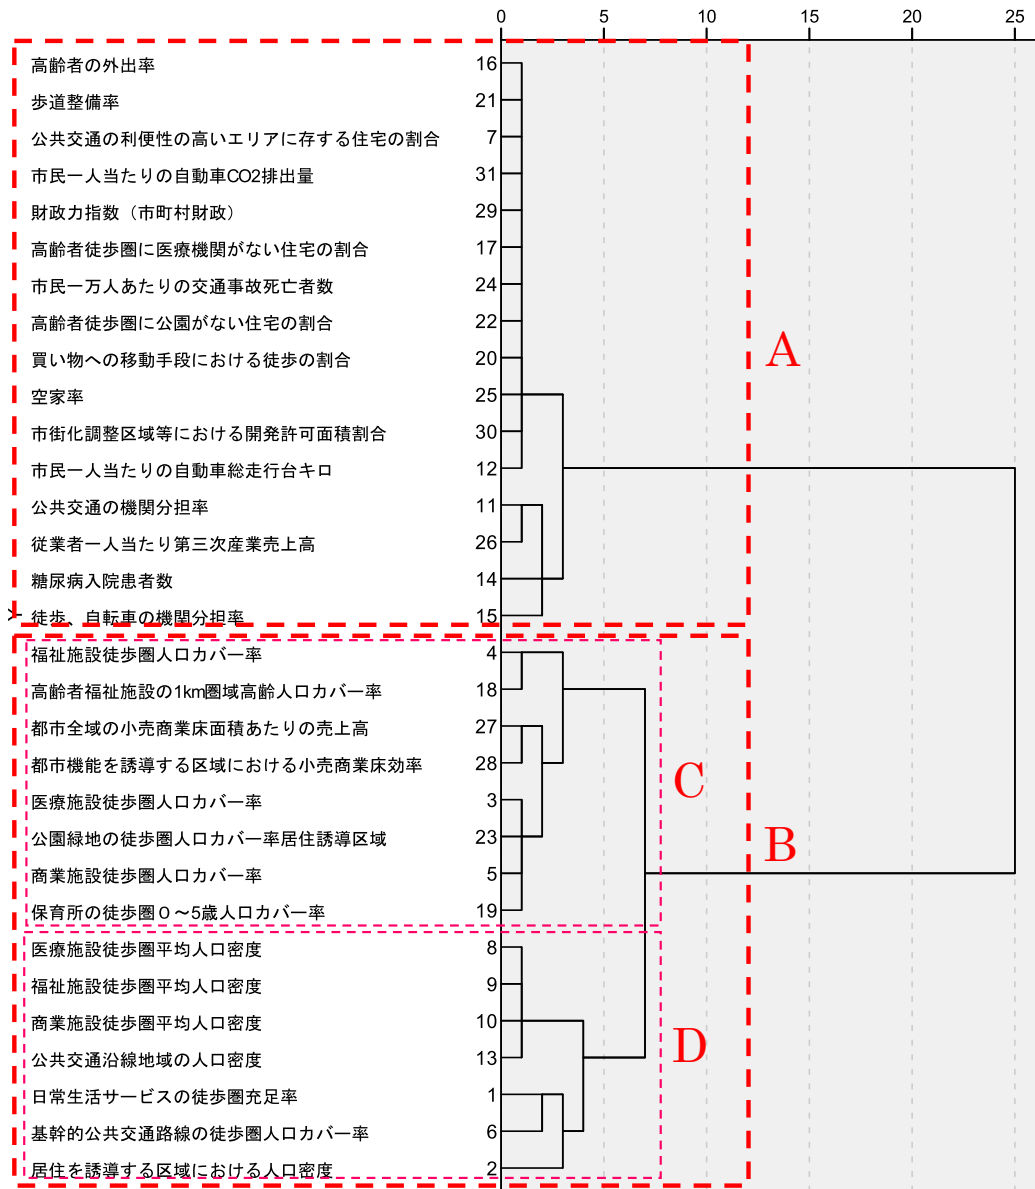 0 5 10 15 20 25
高齢者の外出率 16
歩道整備率 21
公共交通の利便性の高いエリアに存する住宅の割合 7
市民一人当たりの自動車CO2排出量 31
財政力指数（市町村財政） 29
高齢者徒歩圏に医療機関がない住宅の割合 17
市民一万人あたりの交通事故死亡者数 24
高齢者徒歩圏に公園がない住宅の割合 22
買い物への移動手段における徒歩の割合 20
A
空家率 25
市街化調整区域等における開発許可面積割合 30
市民一人当たりの自動車総走行台キロ 12
公共交通の機関分担率 11
従業者一人当たり第三次産業売上高 26
糖尿病入院患者数 14
Y
徒歩、自転車の機関分担率 15
福祉施設徒歩圏人口カバー率 4
高齢者福祉施設の1km圏域高齢人口カバー率 18
都市全域の小売商業床面積あたりの売上高 27
都市機能を誘導する区域における小売商業床効率 28
C
医療施設徒歩圏人口カバー率 3
公園緑地の徒歩圏人口カバー率居住誘導区域 23
B
商業施設徒歩圏人口カバー率 5
保育所の徒歩圏０～5歳人口カバー率 19
医療施設徒歩圏平均人口密度 8
福祉施設徒歩圏平均人口密度 9
商業施設徒歩圏平均人口密度 10
D
公共交通沿線地域の人口密度 13
日常生活サービスの徒歩圏充足率 1
基幹的公共交通路線の徒歩圏人口カバー率 6
居住を誘導する区域における人口密度 2